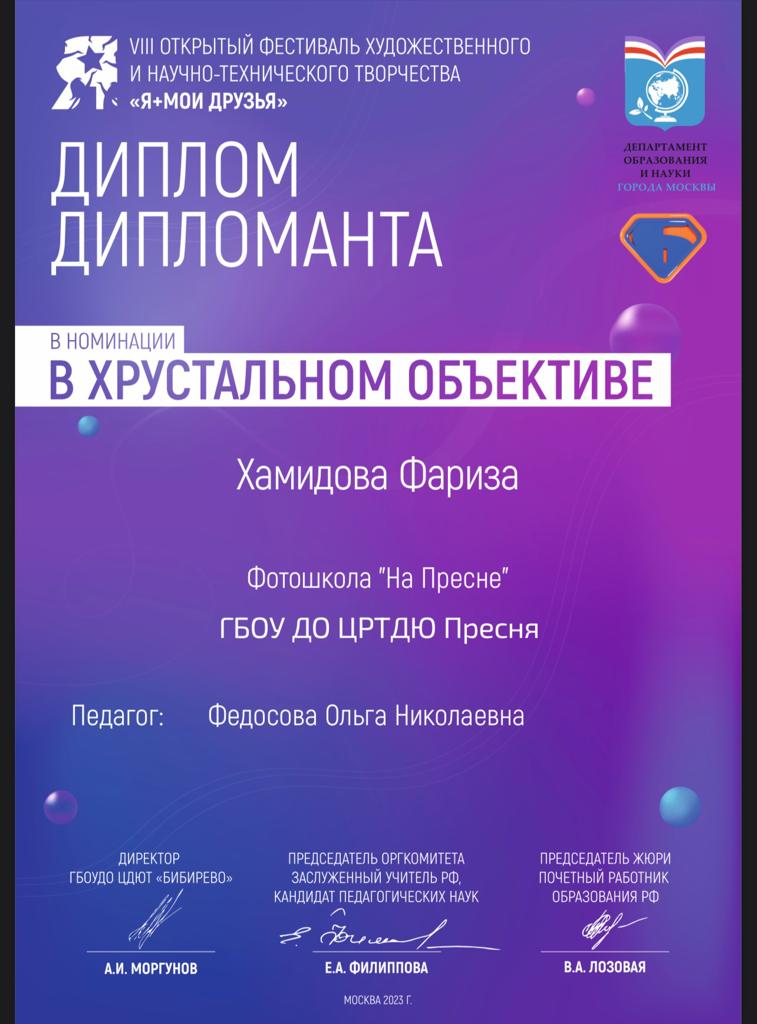 VIII ОТКРЫТЫЙ ФЕСТИВАЛЬ ХУДОЖЕСТВЕННОГО
И НАУЧНО-ТЕХНИЧЕСКОГО ТВОРЧЕСТВА
«Я+МОИ ДРУЗЬЯ»
ДЕПАРТАМЕНТ
ОБРАЗОВАНИЯ
И НАУКИ
ГОРОДА МОСКВЫ
ДИПЛОМ
ДИПЛОМАНТА
В НОМИНАЦИИ
В ХРУСТАЛЬНОМ ОБЪЕКТИВЕ
Хамидова Фариза
Фотошкола "На Пресне"
ГБОУ ДО ЦРТДЮ Пресня
Педагог: Федосова Ольга Николаевна
ДИРЕКТОР
ГБОУДО ЦДЮТ «БИБИРЕВО»
А.И. МОРГУНОВ
ПРЕДСЕДАТЕЛЬ ОРГКОМИТЕТА
ЗАСЛУЖЕННЫЙ УЧИТЕЛЬ РФ,
КАНДИДАТ ПЕДАГОГИЧЕСКИХ НАУК
Е.А. ФИЛИППОВА
ПРЕДСЕДАТЕЛЬ ЖЮРИ
ПОЧЕТНЫЙ РАБОТНИК
ОБРАЗОВАНИЯ РФ
В.А. ЛОЗОВАЯ
МОСКВА 2023 Г.